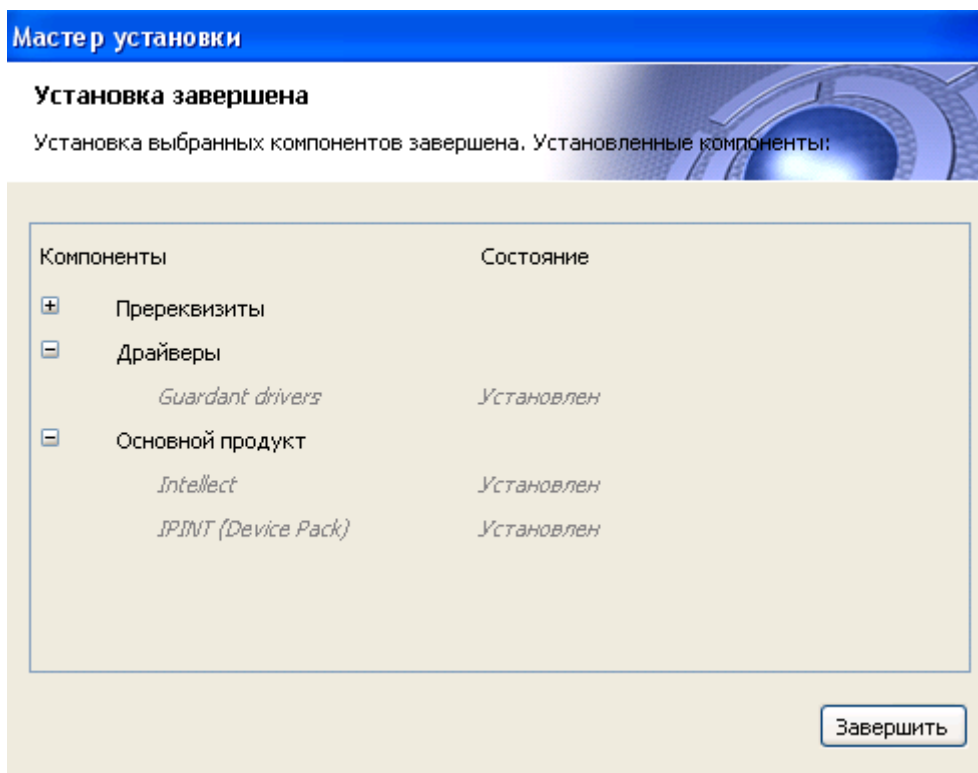 Мастер установки
Установка завершена
Установка выбранных компонентов завершена. Установленные компоненты:
Компоненты Состояние
Пререквизиты
Драйверы
Guardant drivers Установлен
Основной продукт
Intellect Установлен
IPINT (Device Pack) Установлен
Завершить